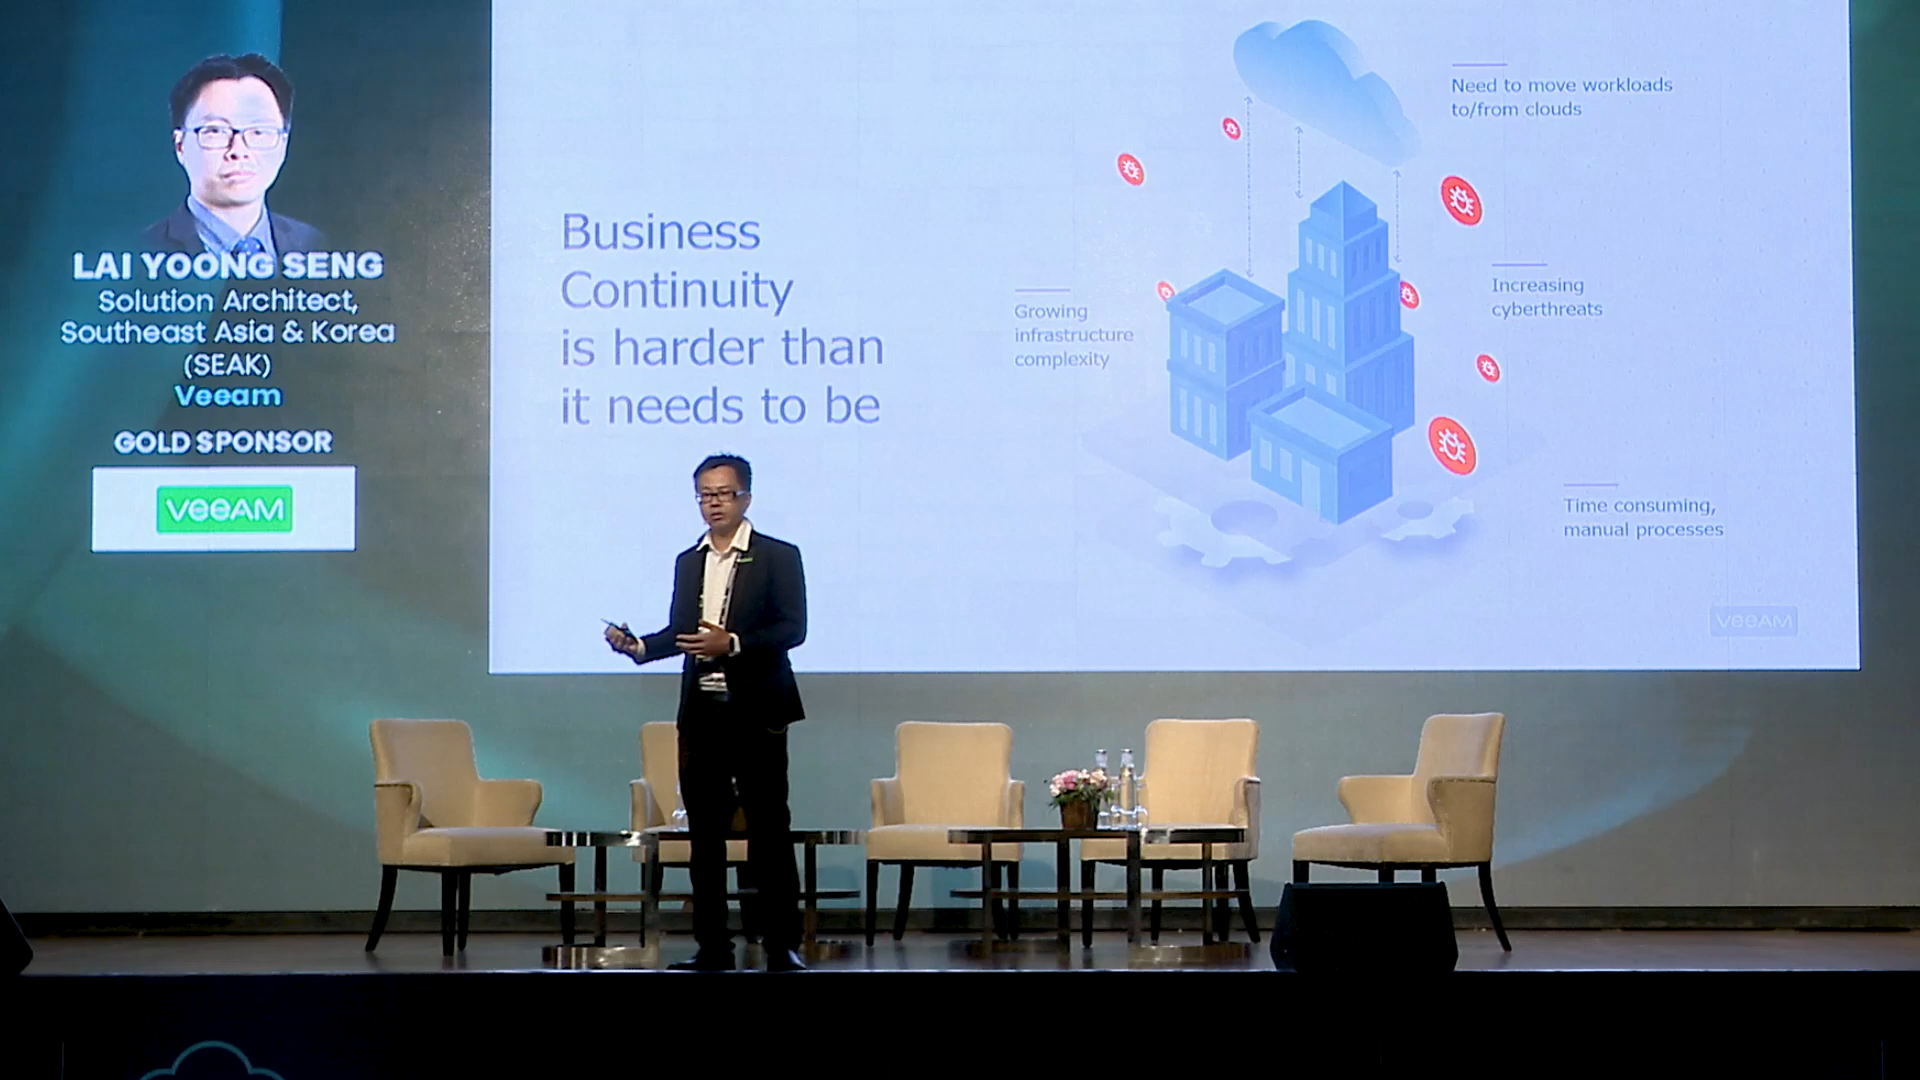 LAI YOONG SENG
Solution Architect,
Southeast Asia & Korea
(SEAK)
Veeam
GOLD SPONSOR
veeAM
Business
Continuity
is harder than
it needs to be
Need to move workloads
to/from clouds
Growing
infrastructure
complexity
Increasing
cyberthreats
Time consuming,
manual processes
veeAM